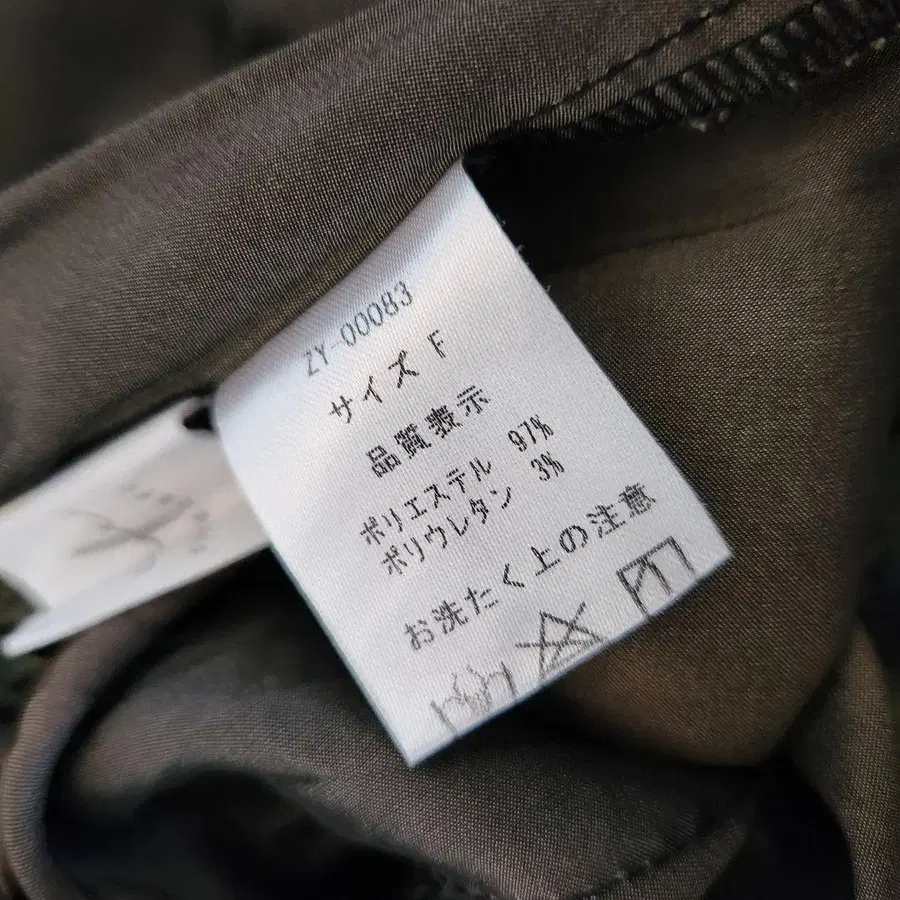 ZY-00083
サイズ F
品質表示
ポリエステル 97%
ポリウレタン 3%
お洗たく上の注意